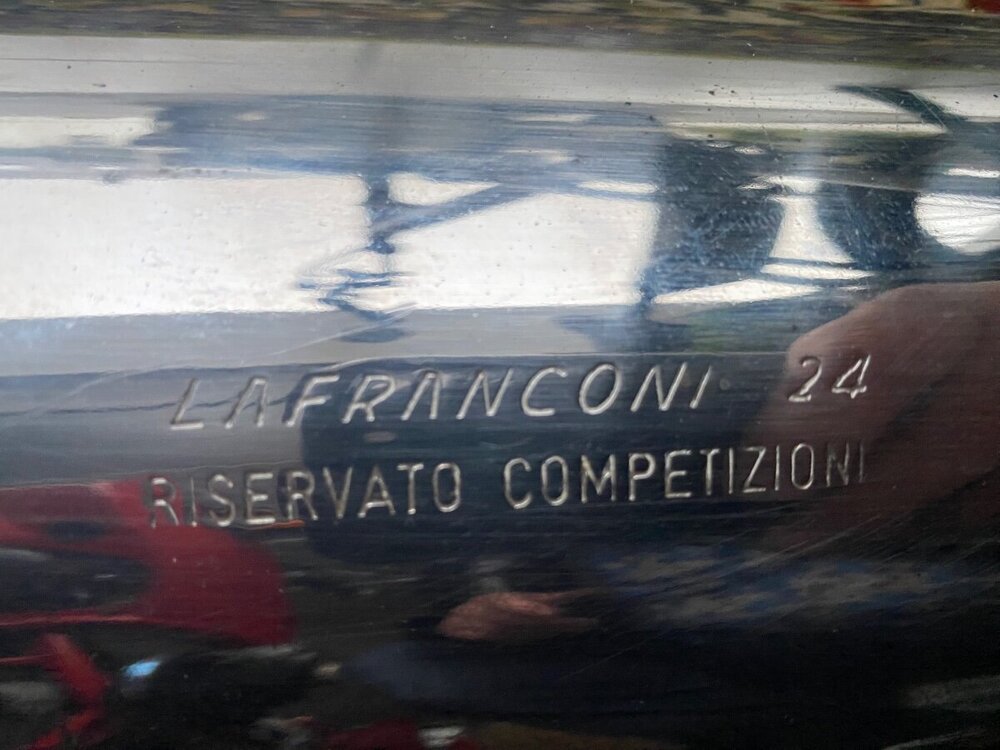 LAFRANCONI 24
RISERVATO COMPETIZIONI